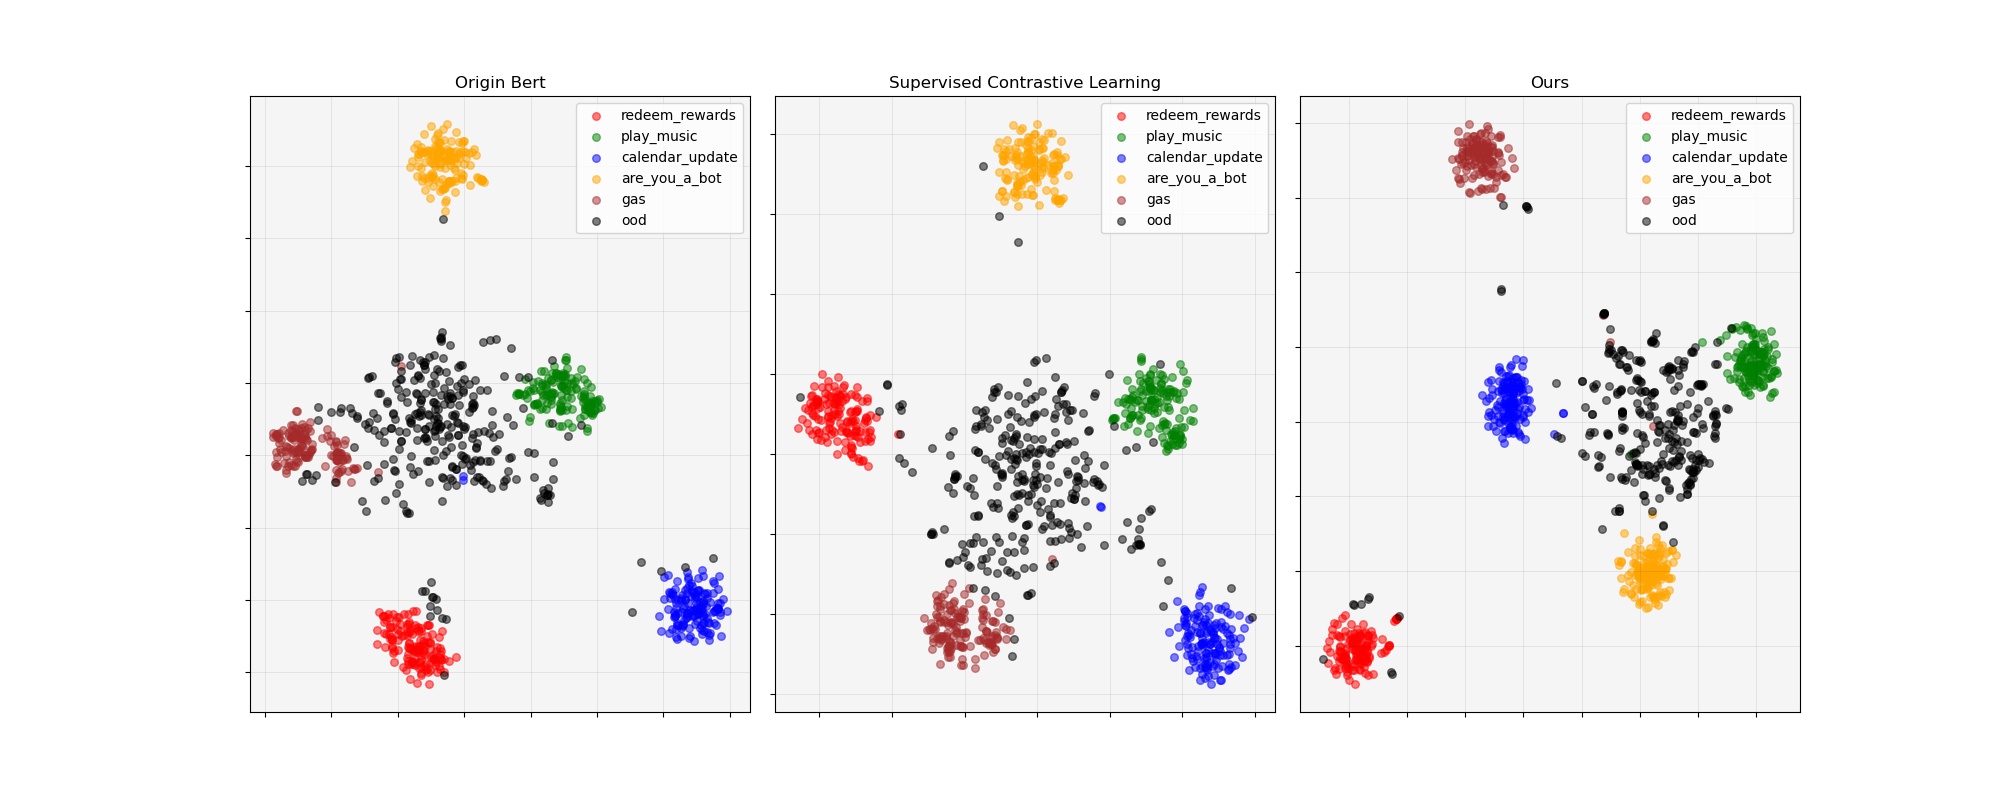 Origin Bert
redeem_rewards
play_music
calendar_update
are_you_a_bot
gas
ood
Supervised Contrastive Learning
redeem_rewards
play_music
calendar_update
are_you_a_bot
gas
ood
Ours
redeem_rewards
play_music
calendar_update
are_you_a_bot
gas
ood